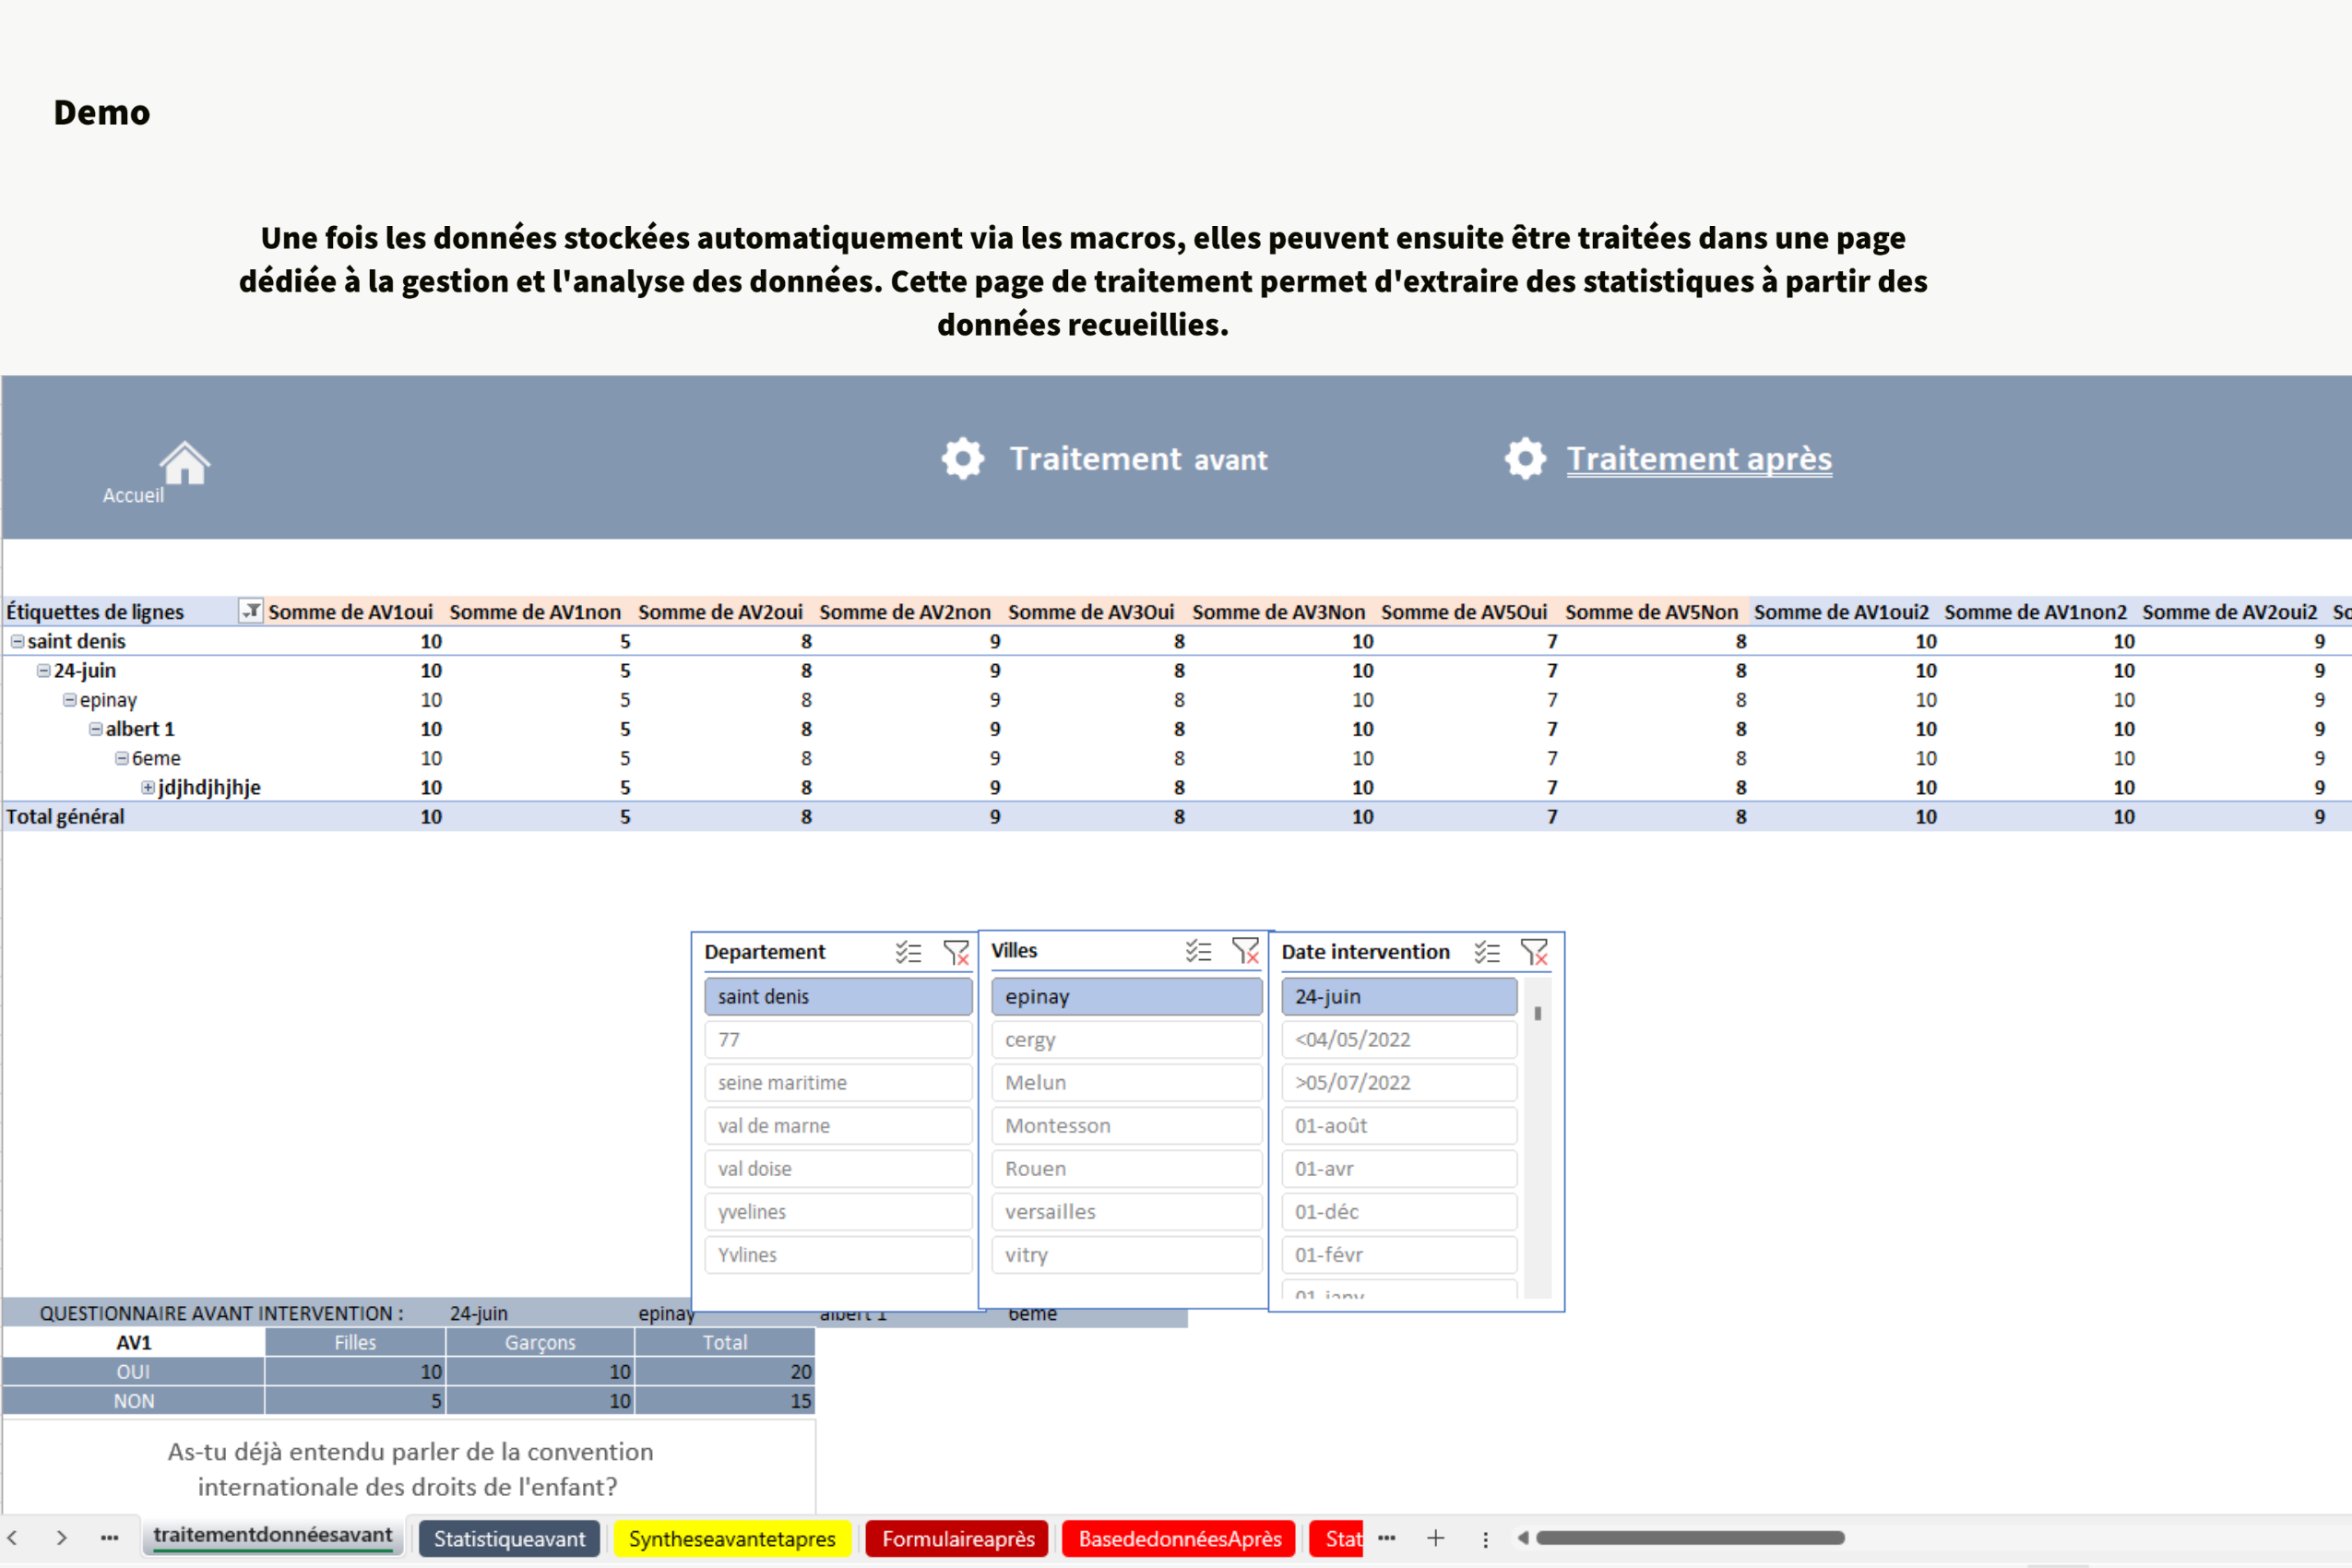 Demo
Une fois les données stockées automatiquement via les macros, elles peuvent ensuite être traitées dans une page
dédiée à la gestion et l'analyse des données. Cette page de traitement permet d'extraire des statistiques à partir des
données recueillies.
Accueil
Traitement avant
Traitement après
Étiquettes de lignes Somme de AV1oui Somme de AV1non Somme de AV2oui Somme de AV2non Somme de AV3Oui Somme de AV3Non Somme de AV5Oui Somme de AV5Non Somme de AV1oui2 Somme de AV1non2 Somme de AV2oui2 So
saint denis 10 5 8 9 8 10 7 8 10 10 9
24-juin 10 5 8 9 8 10 7 8 10 10 9
epinay 10 5 8 9 8 10 7 8 10 10 9
albert 1 10 5 8 9 8 10 7 8 10 10 9
6eme 10 5 8 9 8 10 7 8 10 10 9
jdjhdjhjhje 10 5 8 9 8 10 7 8 10 10 9
Total général 10 5 8 9 8 10 7 8 10 10 9
Departement
saint denis
77
seine maritime
val de marne
val doise
yvelines
Yvlines
Villes
epinay
cergy
Melun
Montesson
Rouen
versailles
vitry
Date intervention
24-juin
<04/05/2022
>05/07/2022
01-août
01-avr
01-déc
01-févr
01-janv
QUESTIONNAIRE AVANT INTERVENTION : 24-juin epinay albert 1 6eme
AV1 Filles Garçons Total
OUI 10 10 20
NON 5 10 15
As-tu déjà entendu parler de la convention
internationale des droits de l'enfant?
traitementdonnéesavant Statistiqueavant Syntheseavantetapres Formulaireaprès BasededonnéesAprès Stat